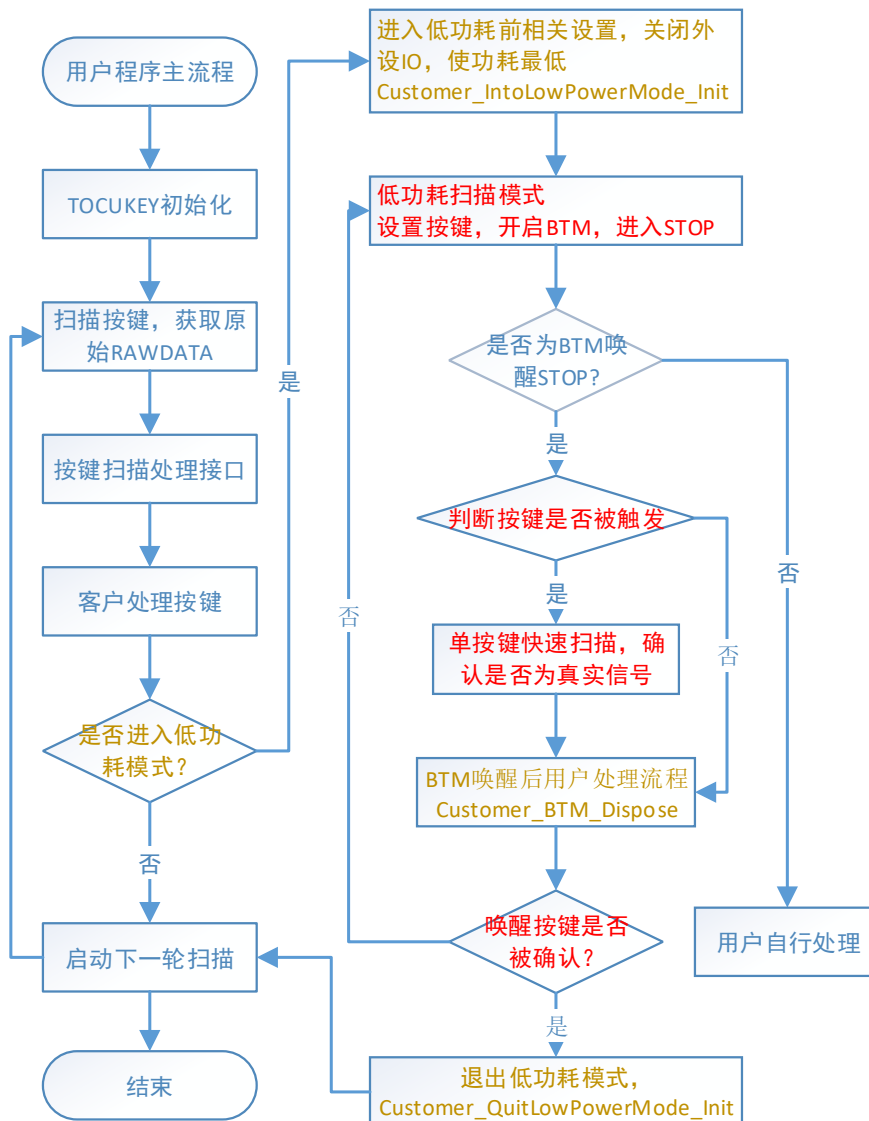 用户程序主流程
TOCUKEY初始化
扫描按键，获取原
始RAWDATA
按键扫描处理接口
客户处理按键
是否进入低功
耗模式？
是
否
启动下一轮扫描
结束
进入低功耗前相关设置，关闭外
设IO，使功耗最低
Customer_IntoLowPowerMode_Init
低功耗扫描模式
设置按键，开启BTM，进入STOP
是否为BTM唤
醒STOP？
是
否
判断按键是否被触发
是
否
单按键快速扫描，确
认是否为真实信号
BTM唤醒后用户处理流程
Customer_BTM_Dispose
唤醒按键是否
被确认？
否
是
用户自行处理
退出低功耗模式，
Customer_QuitLowPowerMode_Init